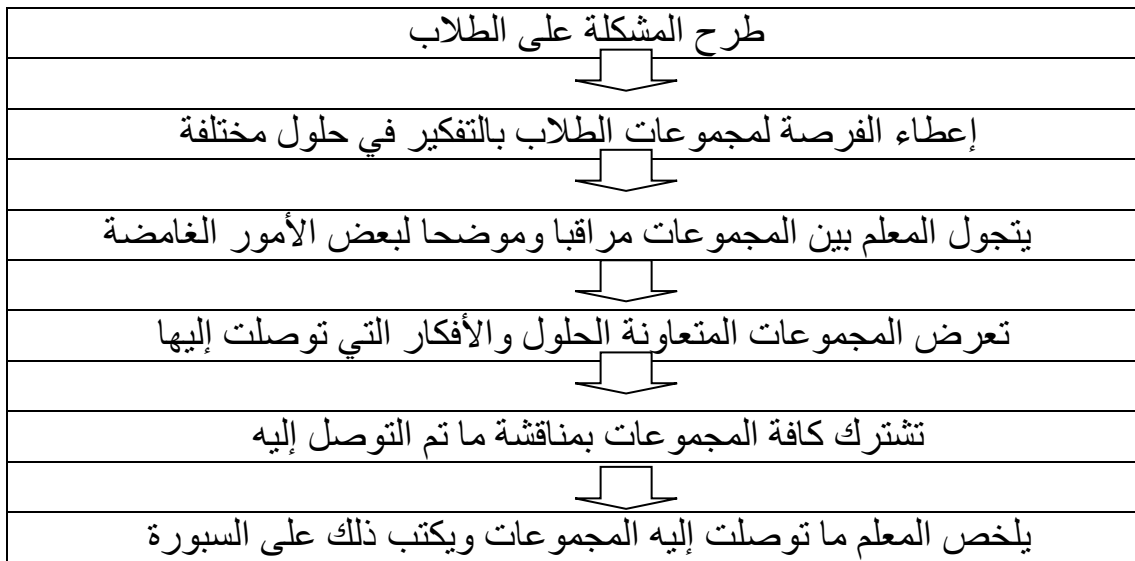 طرح المشكلة على الطلاب
إعطاء الفرصة لمجموعات الطلاب بالتفكير في حلول مختلفة
يتجول المعلم بين المجموعات مراقبا وموضحا لبعض الأمور الغامضة
تعرض المجموعات المتعاونة الحلول والأفكار التي توصلت إليها
تشترك كافة المجموعات بمناقشة ما تم التوصل إليه
يلخص المعلم ما توصلت إليه المجموعات ويكتب ذلك على السبورة